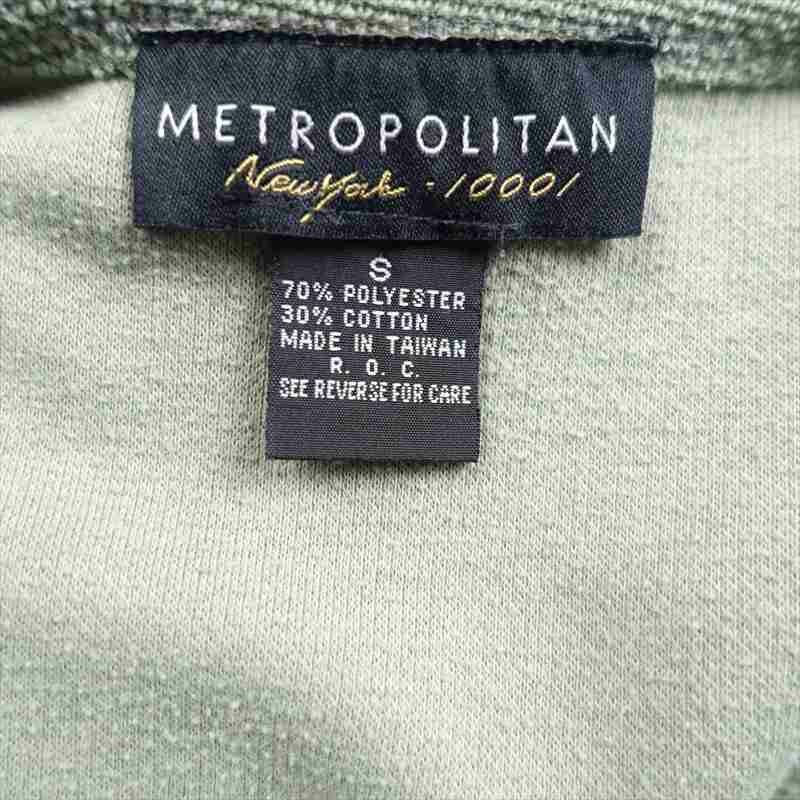 METROPOLITAN
New York - 10001
S
70% POLYESTER
30% COTTON
MADE IN TAIWAN
R. O. C.
SEE REVERSE FOR CARE